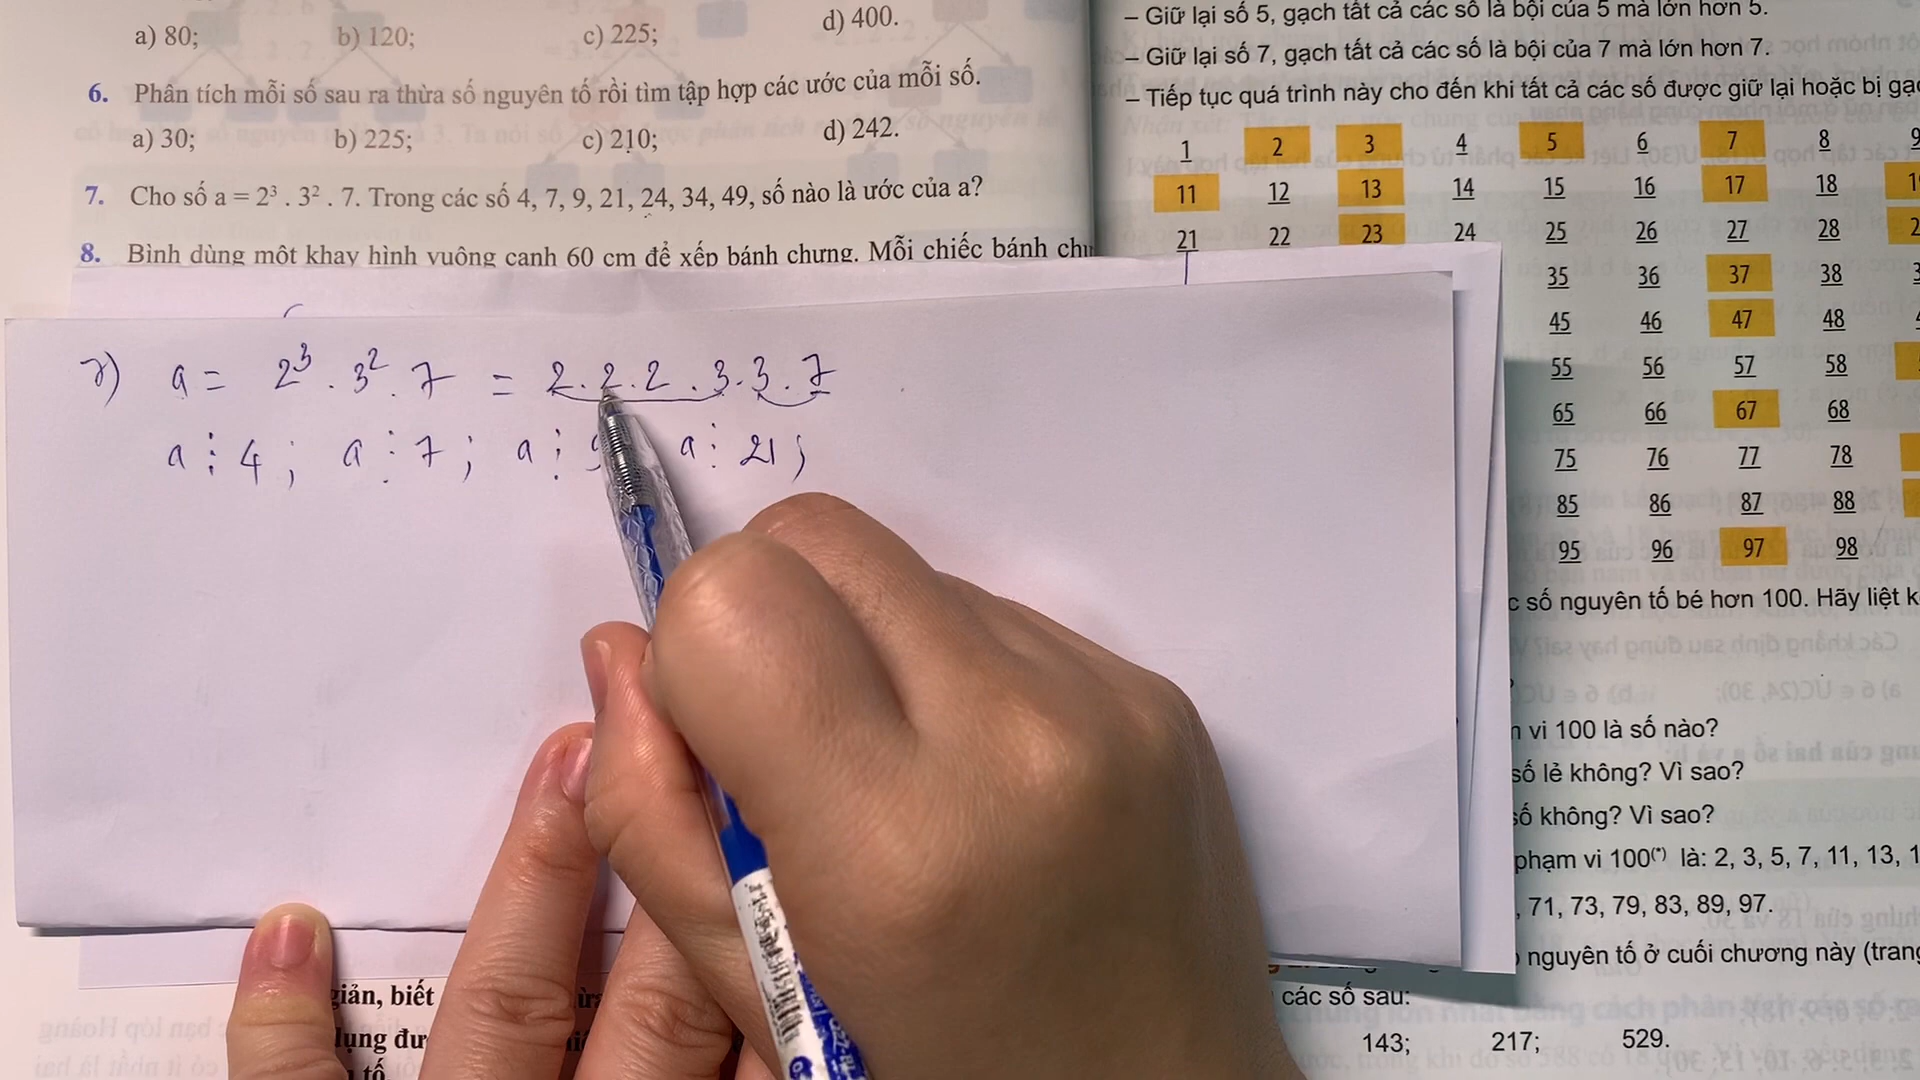 a) 80;
b) 120;
c) 225;
d) 400.
6. Phân tích mỗi số sau ra thừa số nguyên tố rồi tìm tập hợp các ước của mỗi số.
a) 30;
b) 225;
c) 210;
d) 242.
7. Cho số a = 2³ . 3² . 7. Trong các số 4, 7, 9, 21, 24, 34, 49, số nào là ước của a?
8. Bình dùng một khay hình vuông cạnh 60 cm để xếp bánh chưng. Mỗi chiếc bánh
7) a = 2³ . 3² . 7 = 2 . 2 . 2 . 3 . 3 . 7
a ⋮ 4 ; a ⋮ 7 ; a ⋮ a ⋮ 21 ;
giản, biết
dụng
tố
– Giữ lại số 5, gạch tất cả các số là bội của 5 mà lớn hơn 5.
– Giữ lại số 7, gạch tất cả các số là bội của 7 mà lớn hơn 7.
– Tiếp tục quá trình này cho đến khi tất cả các số được giữ lại hoặc bị
1 2 3 4 5 6 7 8 9
11 12 13 14 15 16 17 18
21 22 23 24 25 26 27 28
35 36 37 38
45 46 47 48
55 56 57 58
65 66 67 68
75 76 77 78
85 86 87 88
95 96 97 98
số nguyên tố bé hơn 100. Hãy liệt
vi 100 là số nào?
số lẻ không? Vì sao?
số không? Vì sao?
phạm vi 100(*) là: 2, 3, 5, 7, 11, 13,
, 71, 73, 79, 83, 89, 97.
nguyên tố ở cuối chương này
các số sau:
143;
217;
529.